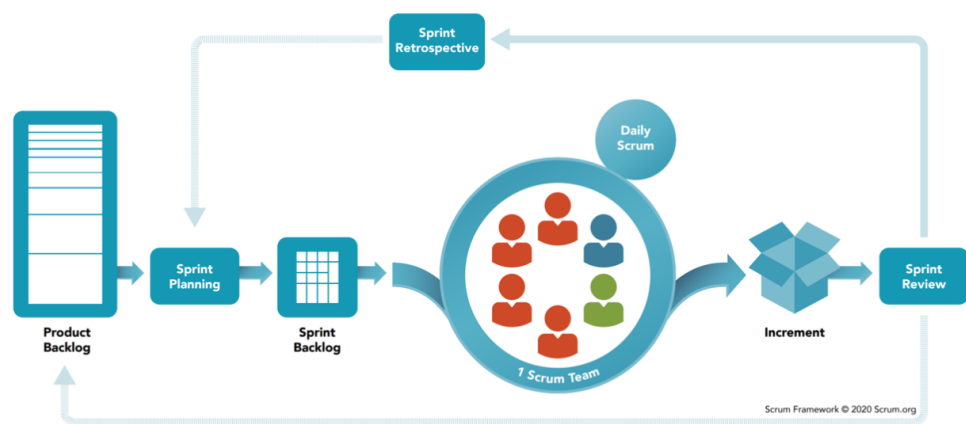 Sprint
Retrospective
Daily
Scrum
Sprint
Planning
Sprint
Review
Product
Backlog
Sprint
Backlog
Increment
1 Scrum Team
Scrum Framework © 2020 Scrum.org